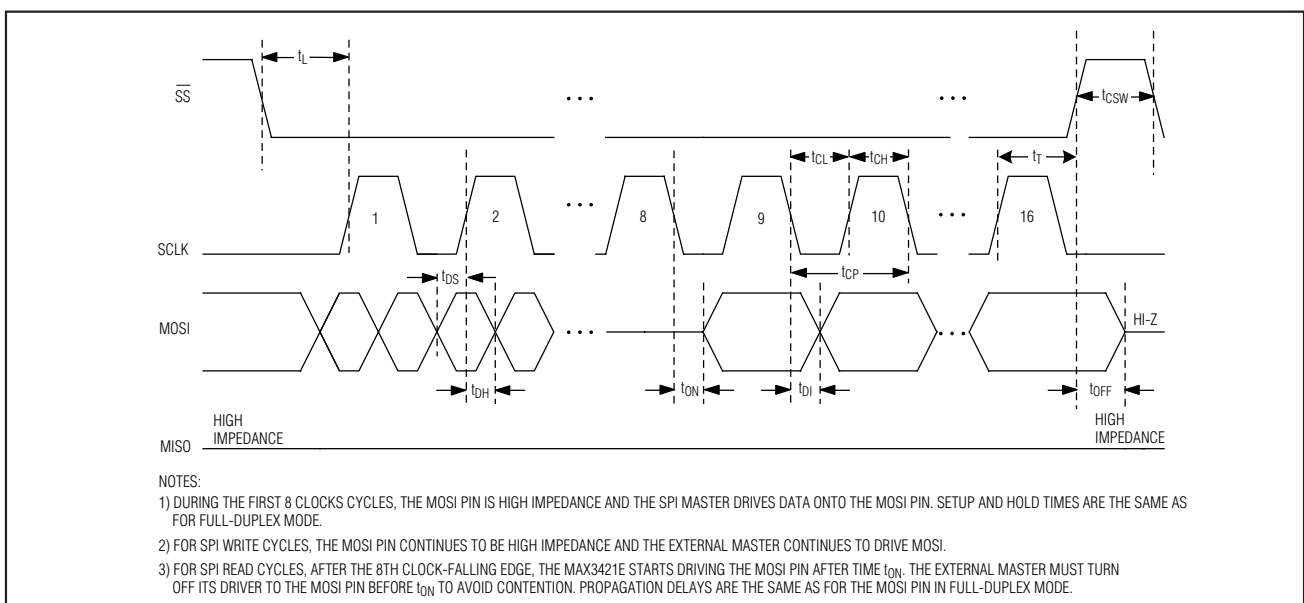 tL
SS
• • •
• • •
tCSW
tCL
tCH
tT
1
2
• • •
8
9
10
• • •
16
SCLK
tDS
tCP
MOSI
• • •
• • •
HI-Z
tDH
tON
tDI
tOFF
HIGH
IMPEDANCE
HIGH
IMPEDANCE
MISO
NOTES:
1) DURING THE FIRST 8 CLOCKS CYCLES, THE MOSI PIN IS HIGH IMPEDANCE AND THE SPI MASTER DRIVES DATA ONTO THE MOSI PIN. SETUP AND HOLD TIMES ARE THE SAME AS
FOR FULL-DUPLEX MODE.
2) FOR SPI WRITE CYCLES, THE MOSI PIN CONTINUES TO BE HIGH IMPEDANCE AND THE EXTERNAL MASTER CONTINUES TO DRIVE MOSI.
3) FOR SPI READ CYCLES, AFTER THE 8TH CLOCK-FALLING EDGE, THE MAX3421E STARTS DRIVING THE MOSI PIN AFTER TIME tON. THE EXTERNAL MASTER MUST TURN
OFF ITS DRIVER TO THE MOSI PIN BEFORE tON TO AVOID CONTENTION. PROPAGATION DELAYS ARE THE SAME AS FOR THE MOSI PIN IN FULL-DUPLEX MODE.